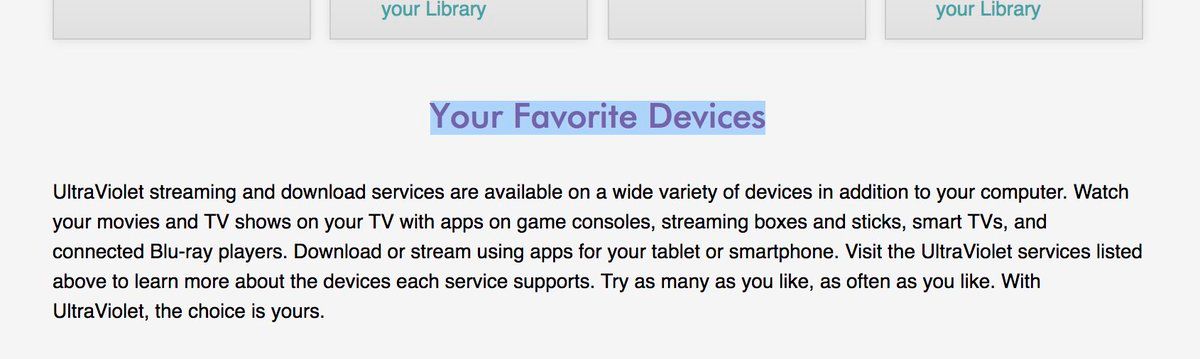 your Library
your Library
Your Favorite Devices
UltraViolet streaming and download services are available on a wide variety of devices in addition to your computer. Watch
your movies and TV shows on your TV with apps on game consoles, streaming boxes and sticks, smart TVs, and
connected Blu-ray players. Download or stream using apps for your tablet or smartphone. Visit the UltraViolet services listed
above to learn more about the devices each service supports. Try as many as you like, as often as you like. With
UltraViolet, the choice is yours.